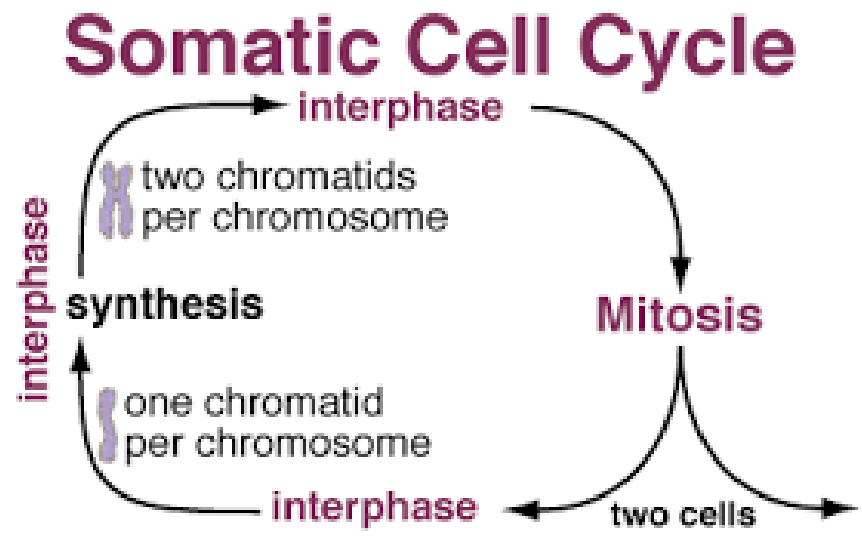 Somatic Cell Cycle
interphase
two chromatids
per chromosome
interphase
synthesis
Mitosis
one chromatid
per chromosome
interphase
two cells